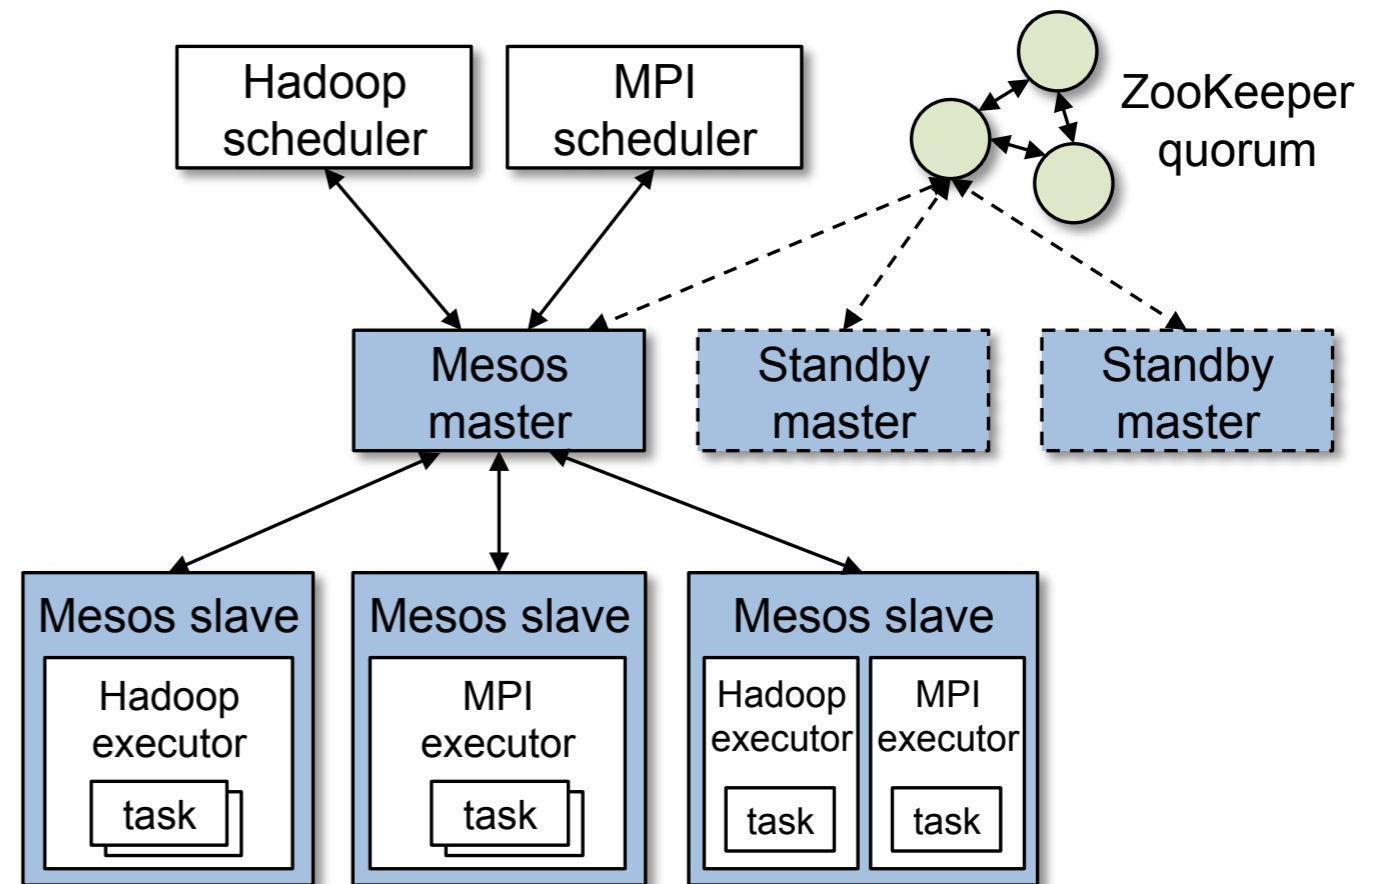 Hadoop
scheduler
MPI
scheduler
ZooKeeper
quorum
Mesos
master
Standby
master
Standby
master
Mesos slave
Hadoop
executor
task
Mesos slave
MPI
executor
task
Mesos slave
Hadoop
executor
task
MPI
executor
task